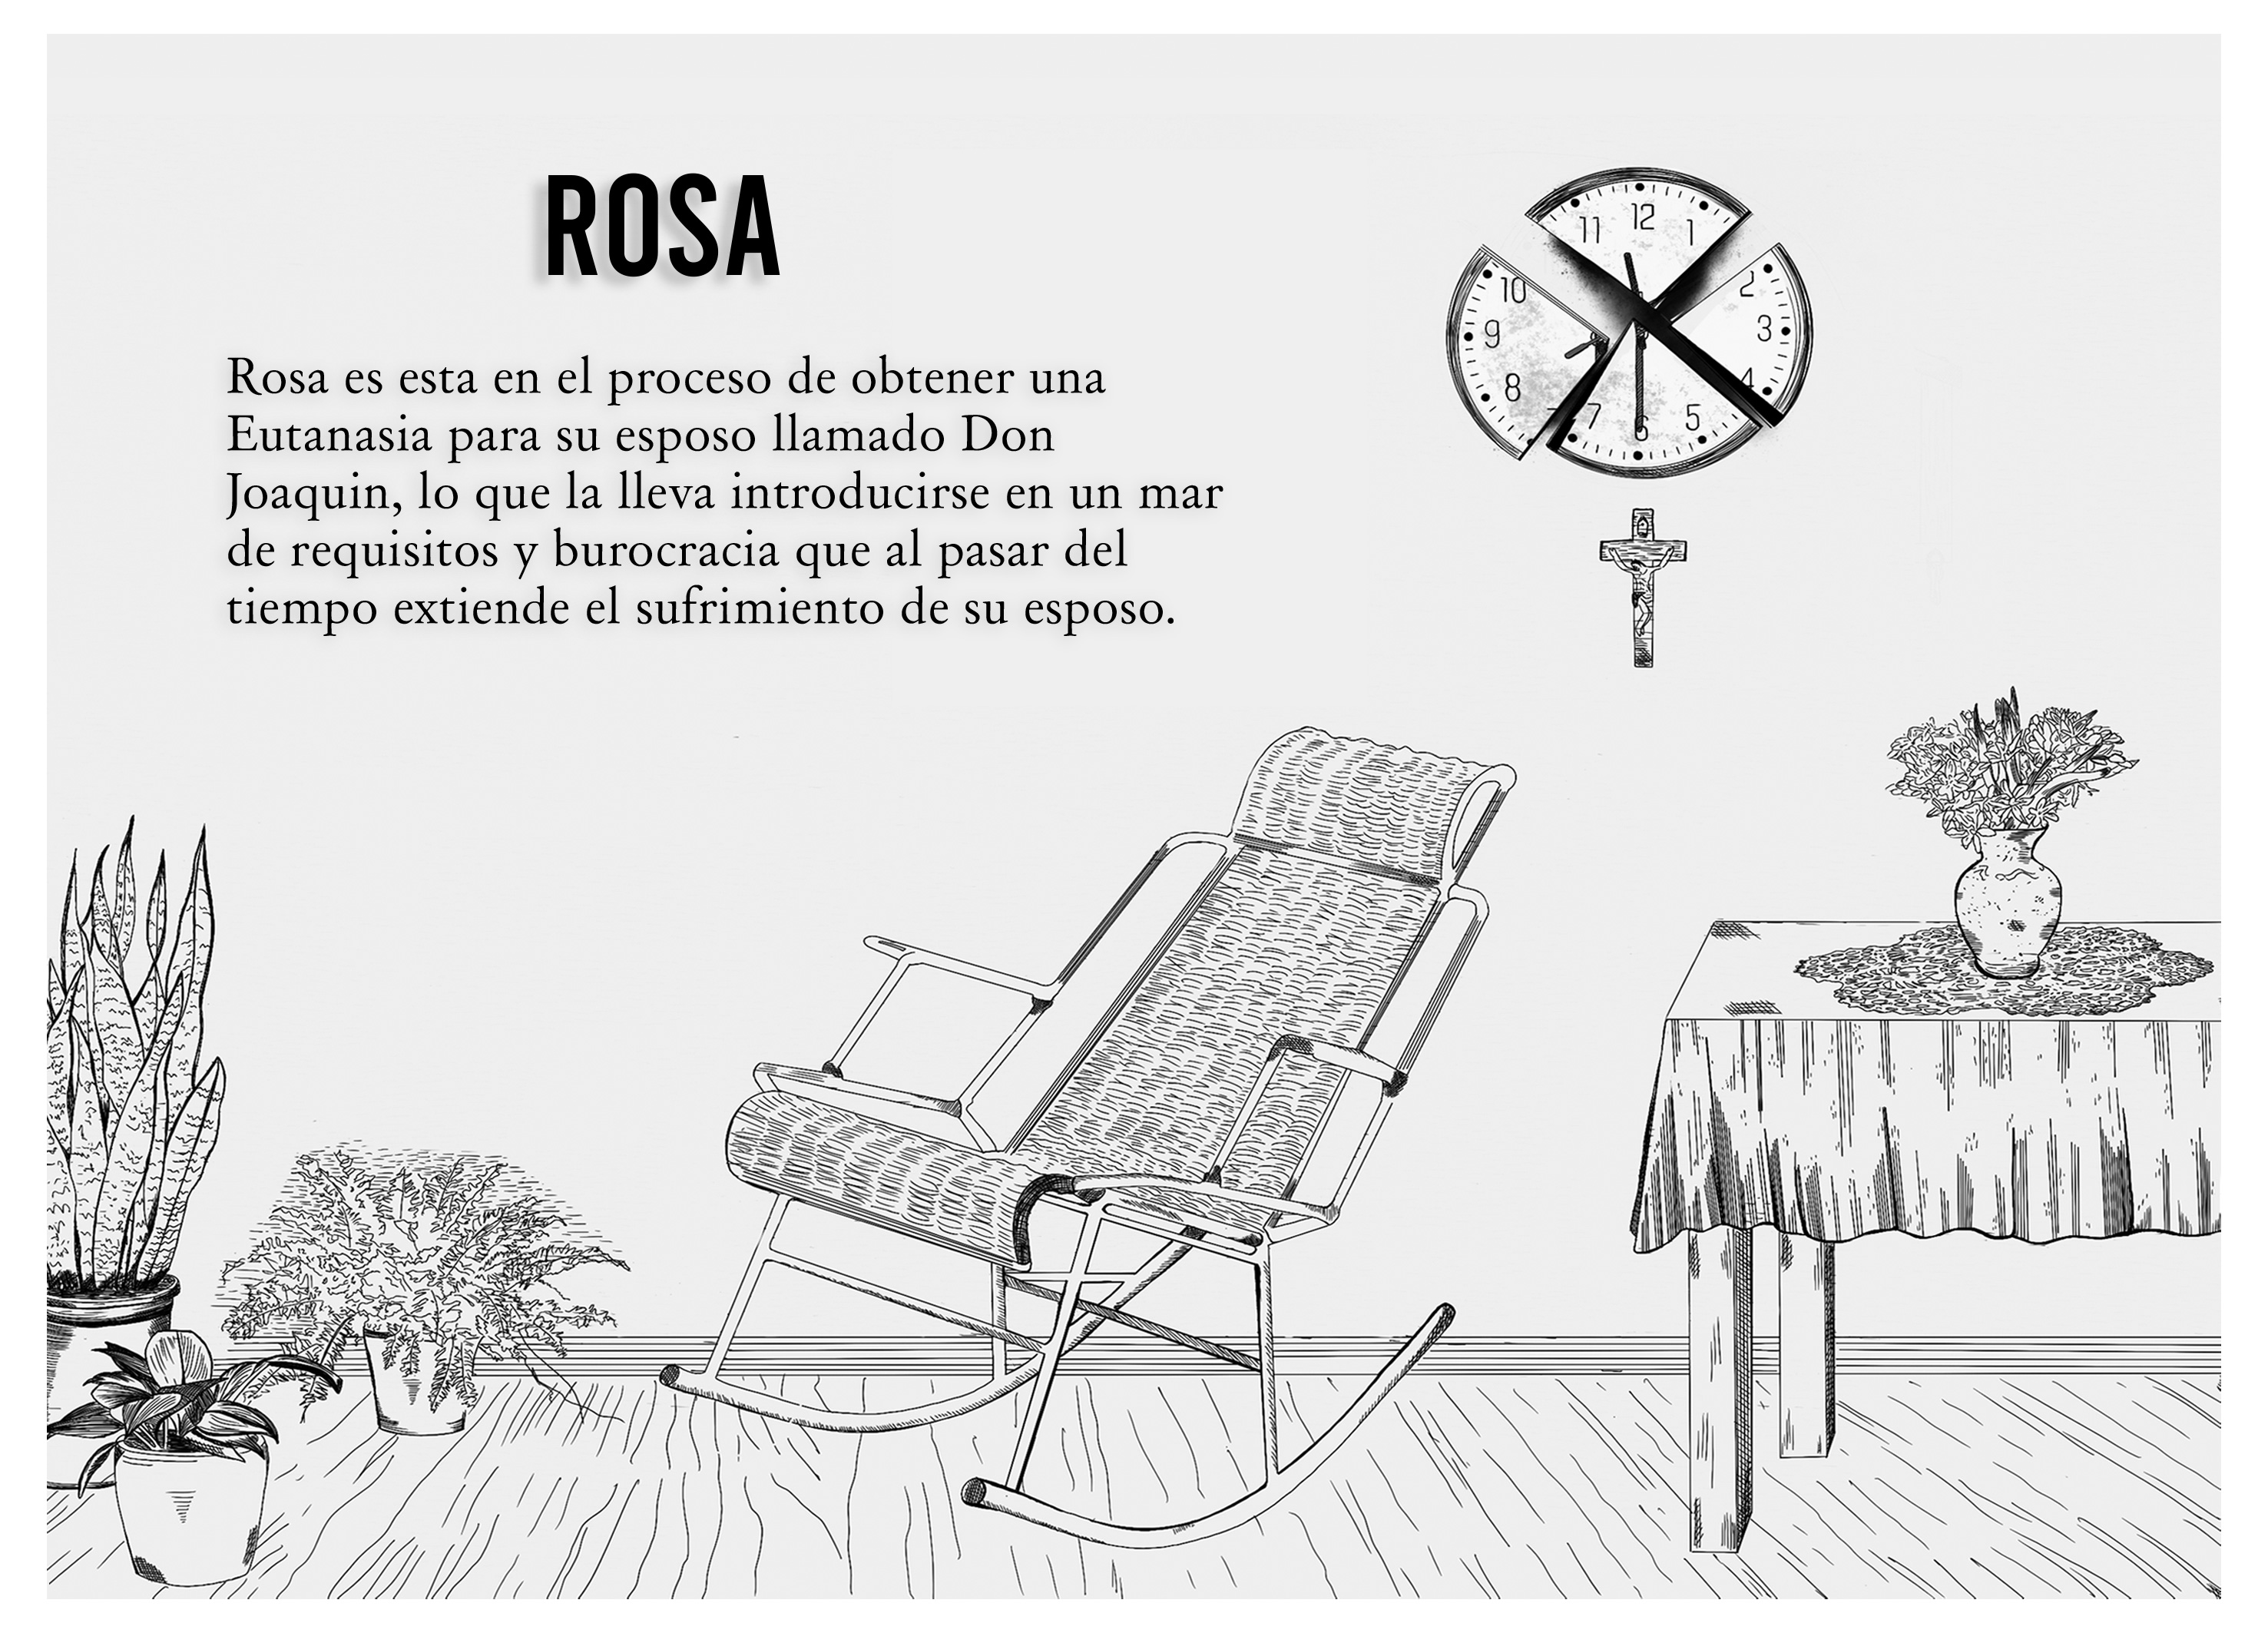 ROSA
Rosa es esta en el proceso de obtener una
Eutanasia para su esposo llamado Don
Joaquin, lo que la lleva introducirse en un mar
de requisitos y burocracia que al pasar del
tiempo extiende el sufrimiento de su esposo.
12
11 1
10 2
9 3
8 4
7 6 5